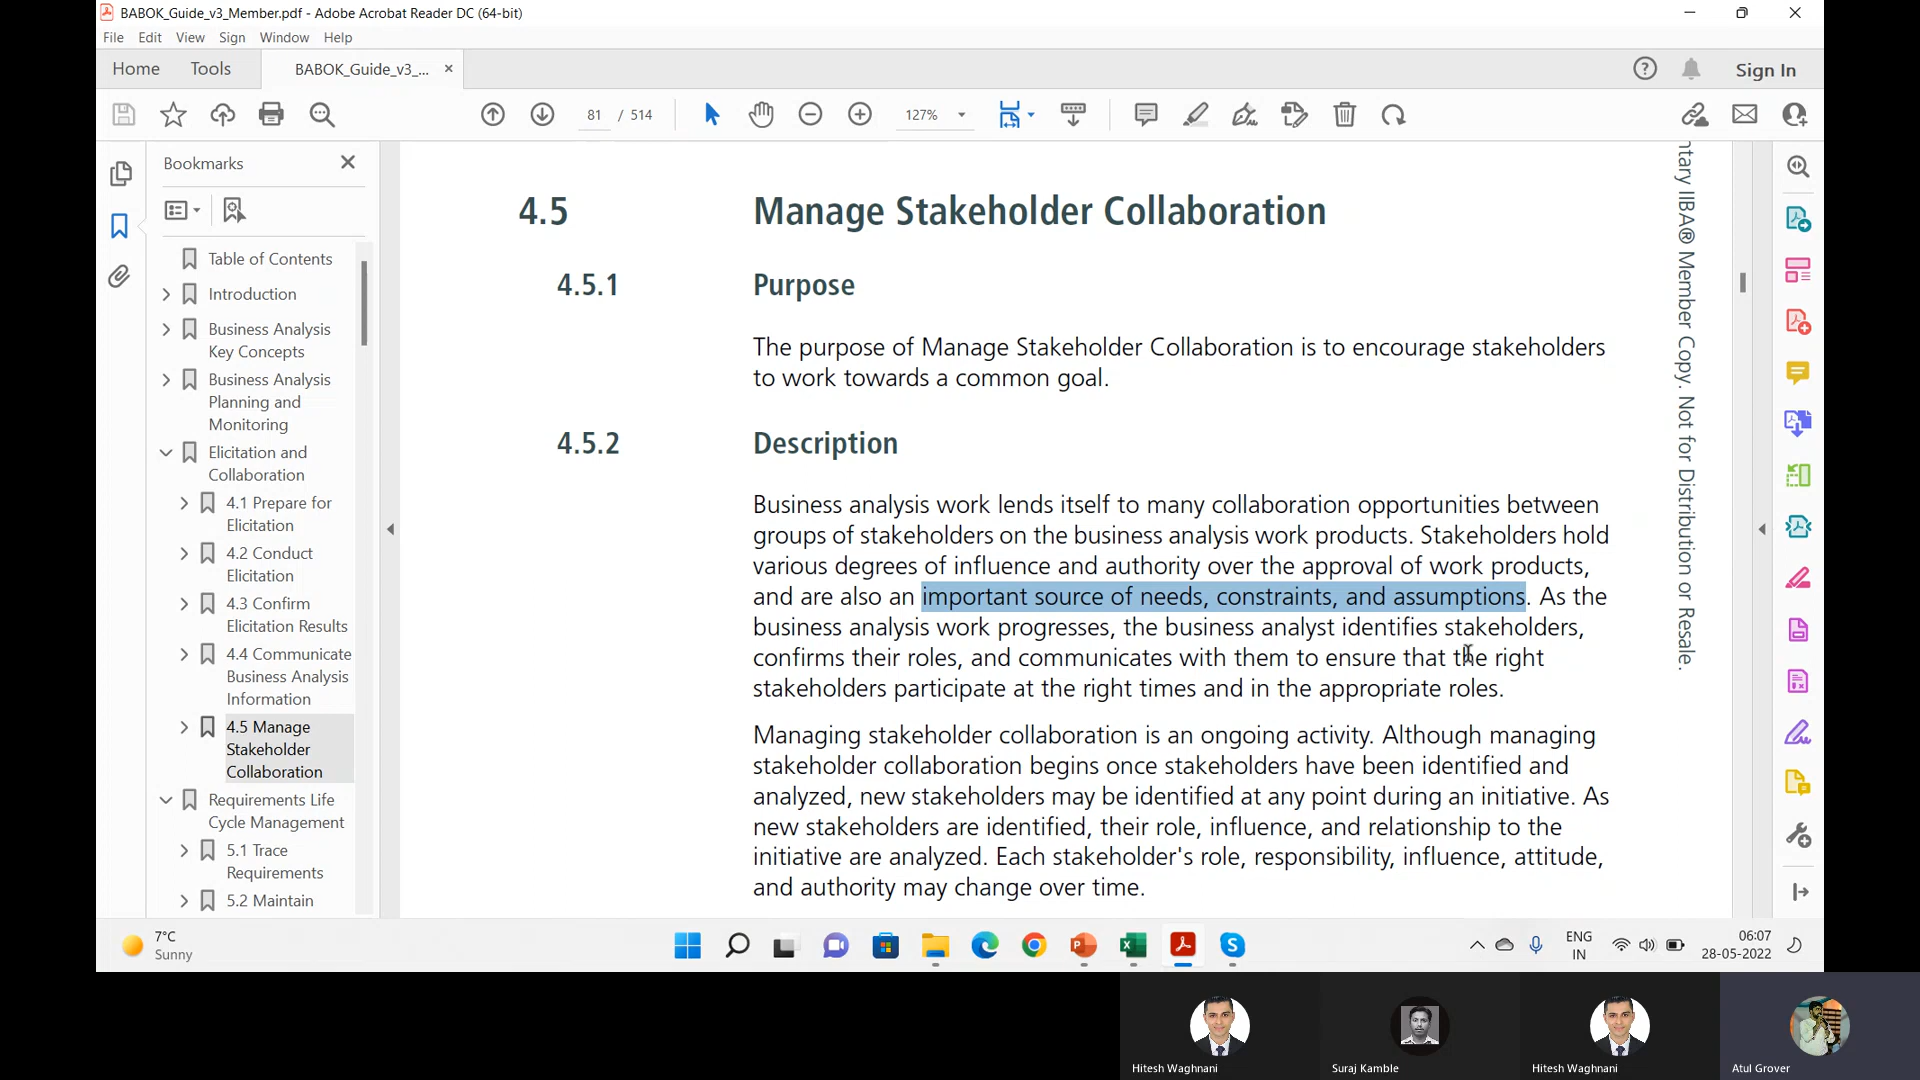 BABOK_Guide_v3_Member.pdf - Adobe Acrobat Reader DC (64-bit)
File Edit View Sign Window Help
Home Tools BABOK_Guide_v3_... × Sign In
81 / 514 127%
Bookmarks
Table of Contents
Introduction
Business Analysis
Key Concepts
Business Analysis
Planning and
Monitoring
Elicitation and
Collaboration
4.1 Prepare for
Elicitation
4.2 Conduct
Elicitation
4.3 Confirm
Elicitation Results
4.4 Communicate
Business Analysis
Information
4.5 Manage
Stakeholder
Collaboration
Requirements Life
Cycle Management
5.1 Trace
Requirements
5.2 Maintain
4.5 Manage Stakeholder Collaboration
4.5.1 Purpose
The purpose of Manage Stakeholder Collaboration is to encourage stakeholders
to work towards a common goal.
4.5.2 Description
Business analysis work lends itself to many collaboration opportunities between
groups of stakeholders on the business analysis work products. Stakeholders hold
various degrees of influence and authority over the approval of work products,
and are also an important source of needs, constraints, and assumptions. As the
business analysis work progresses, the business analyst identifies stakeholders,
confirms their roles, and communicates with them to ensure that the right
stakeholders participate at the right times and in the appropriate roles.
Managing stakeholder collaboration is an ongoing activity. Although managing
stakeholder collaboration begins once stakeholders have been identified and
analyzed, new stakeholders may be identified at any point during an initiative. As
new stakeholders are identified, their role, influence, and relationship to the
initiative are analyzed. Each stakeholder's role, responsibility, influence, attitude,
and authority may change over time.
ntary IIBA® Member Copy. Not for Distribution or Resale.
7°C
Sunny
ENG
IN
06:07
28-05-2022
Hitesh Waghnani
Suraj Kamble
Hitesh Waghnani
Atul Grover